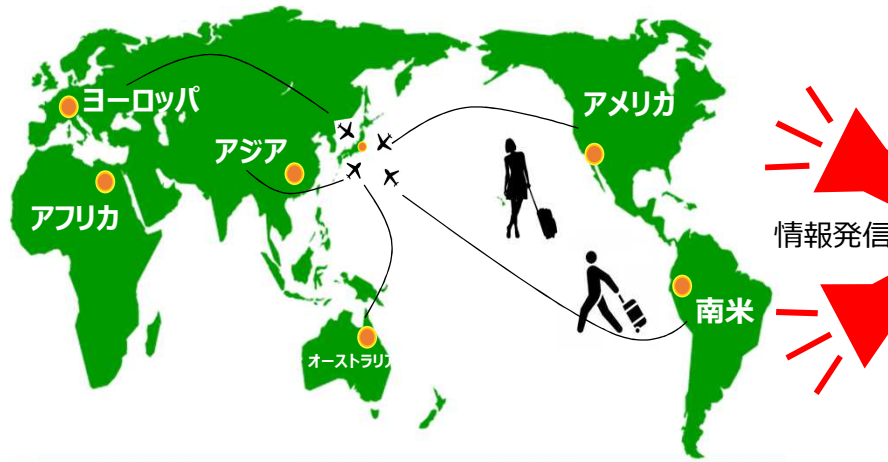 ヨーロッパ
アメリカ
アジア
アフリカ
情報発信
南米
オーストラリア